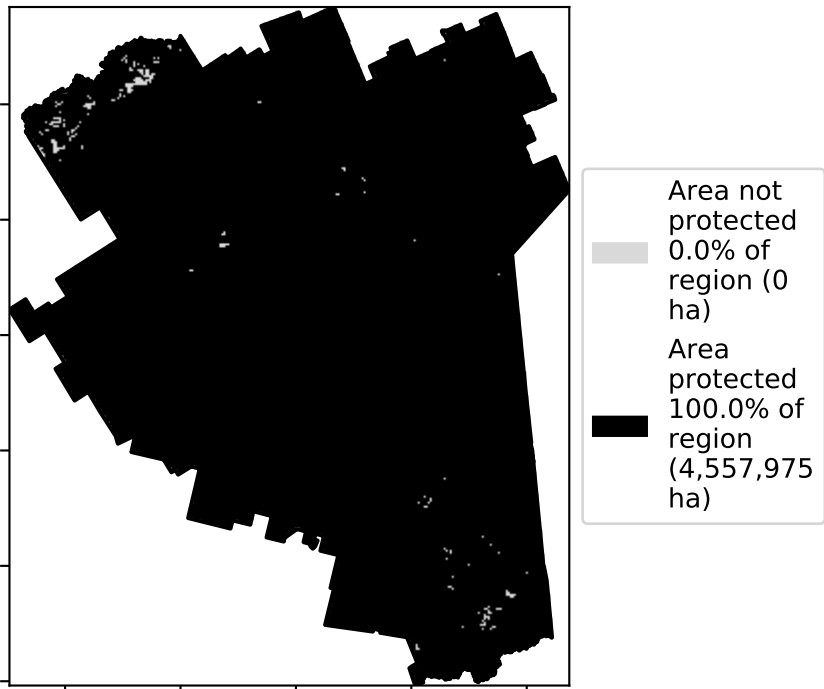 Area not
protected
0.0% of
region (0
ha)
Area
protected
100.0% of
region
(4,557,975
ha)